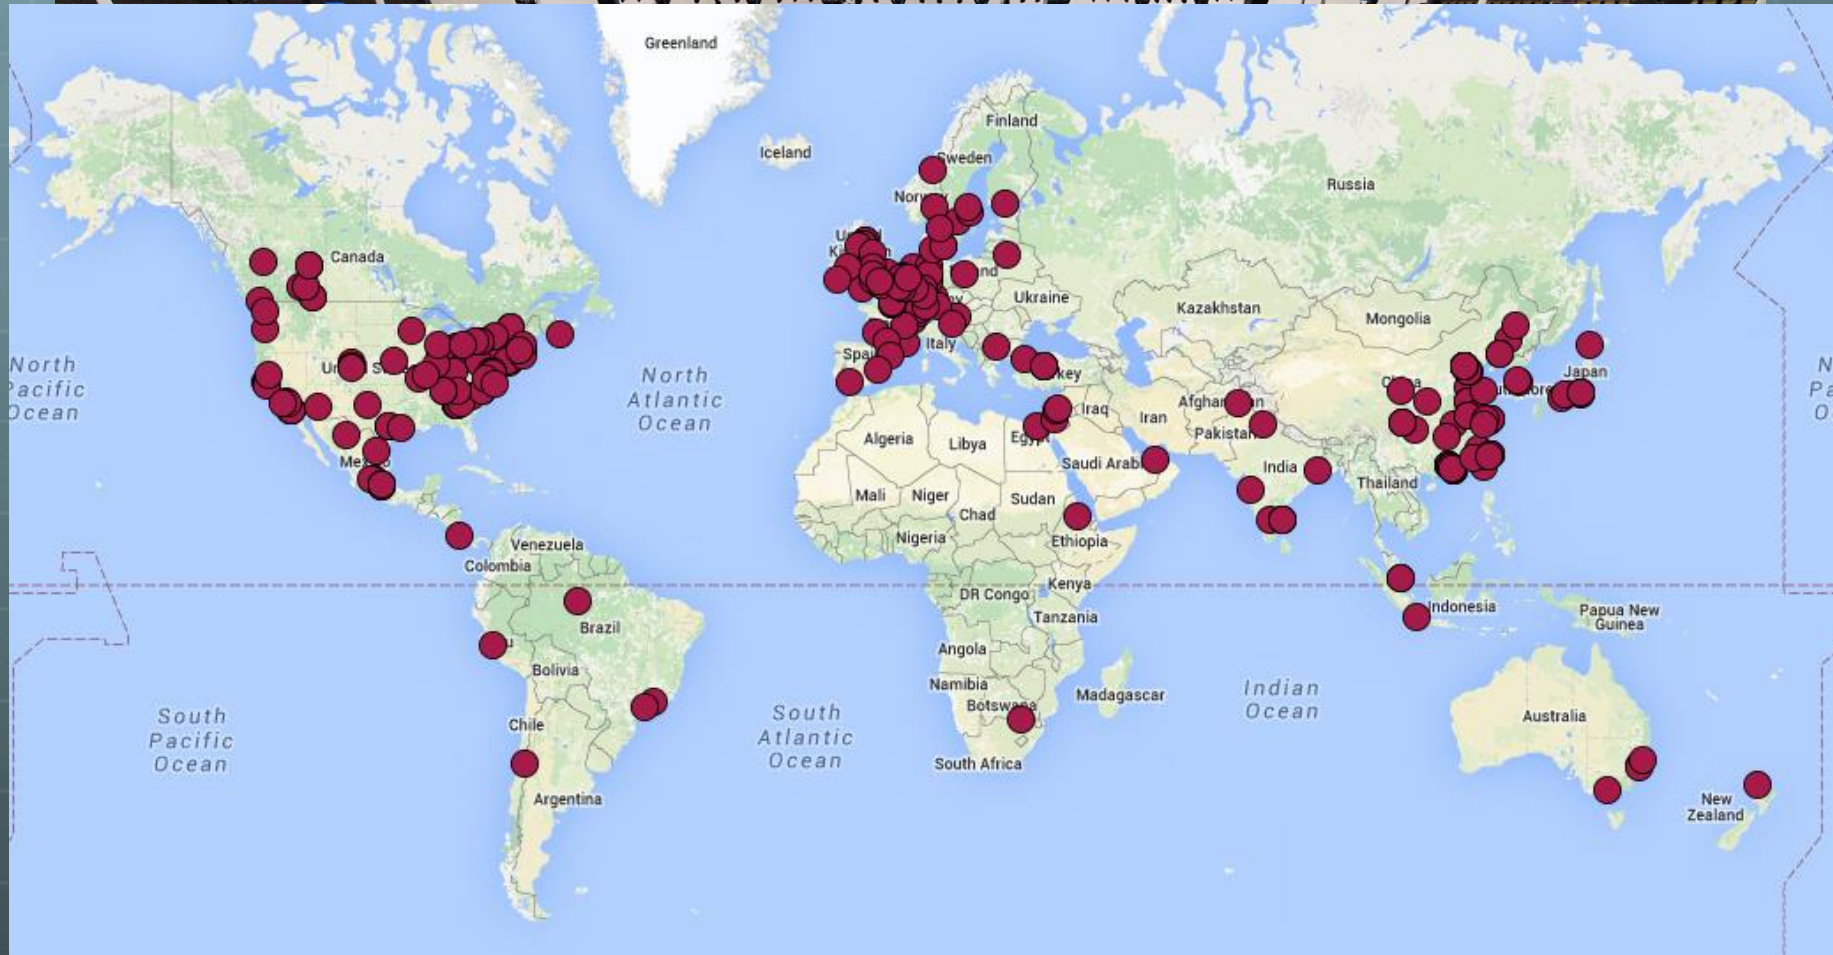 Greenland
Finland
Iceland
Sweden
Russia
Canada
Ukraine
Kazakhstan
Mongolia
North
Pacific
Ocean
North
Atlantic
Ocean
Italy
Japan
Iraq
Iran
Pakistan
Algeria
Libya
Egypt
Saudi Arabi
India
Thailand
Mali
Niger
Sudan
Chad
Nigeria
Ethiopia
Venezuela
Colombia
Kenya
DR Congo
Tanzania
Indonesia
Papua New
Guinea
Brazil
Angola
Bolivia
Namibia
Madagascar
Botswana
Indian
Ocean
South
Pacific
Ocean
South
Atlantic
Ocean
Chile
Australia
South Africa
Argentina
New
Zealand